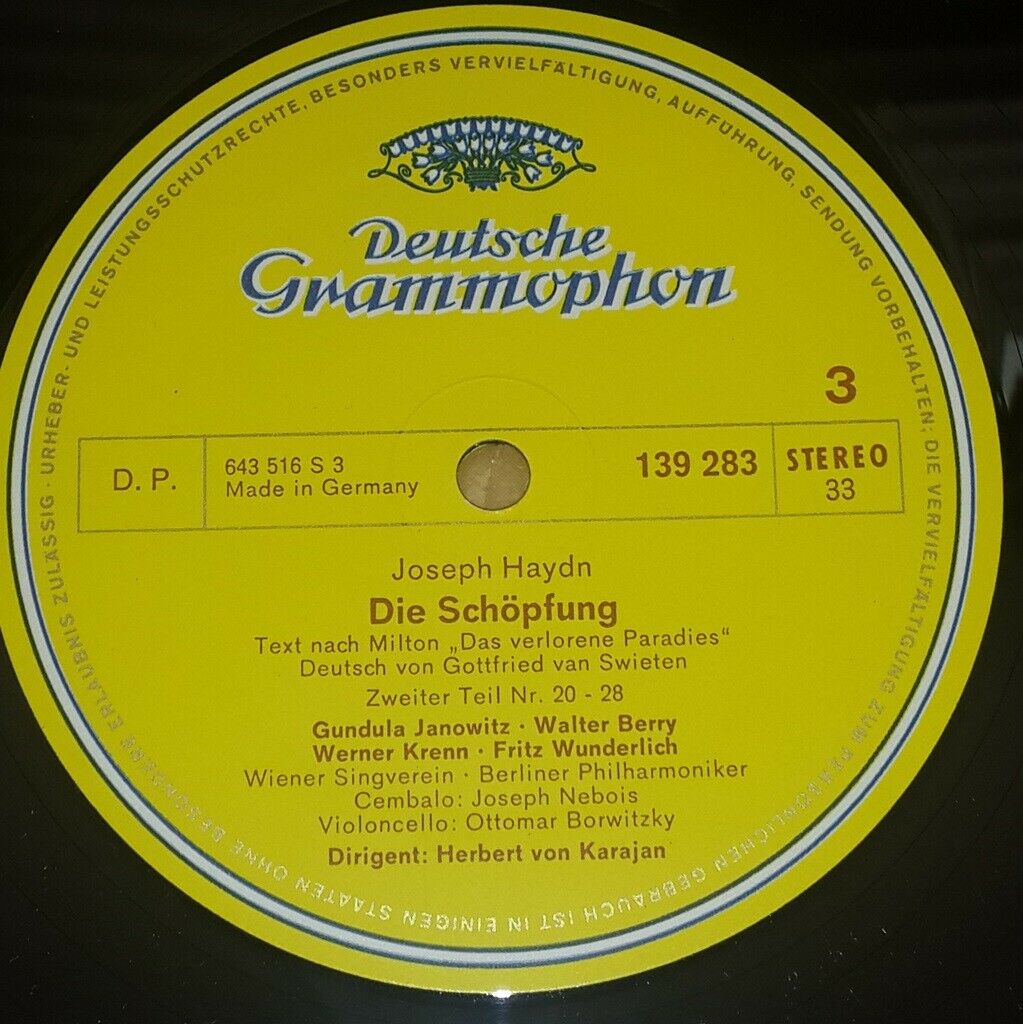 URHEBER- UND LEISTUNGSSCHUTZRECHTE, BESONDERS VERVIELFÄLTIGUNG, AUFFÜHRUNG, SENDUNG VORBEHALTEN; DIE VERVIELFÄLTIGUNG ZUM PERSÖNLICHEN GEBRAUCH IST IN EINIGEN STAATEN OHNE BESONDERE ERLAUBNIS ZULÄSSIG ·
Deutsche
Grammophon
3
D. P.
643 516 S 3
Made in Germany
139 283
STEREO
33
Joseph Haydn
Die Schöpfung
Text nach Milton „Das verlorene Paradies“
Deutsch von Gottfried van Swieten
Zweiter Teil Nr. 20 - 28
Gundula Janowitz · Walter Berry
Werner Krenn · Fritz Wunderlich
Wiener Singverein · Berliner Philharmoniker
Cembalo: Joseph Nebois
Violoncello: Ottomar Borwitzky
Dirigent: Herbert von Karajan